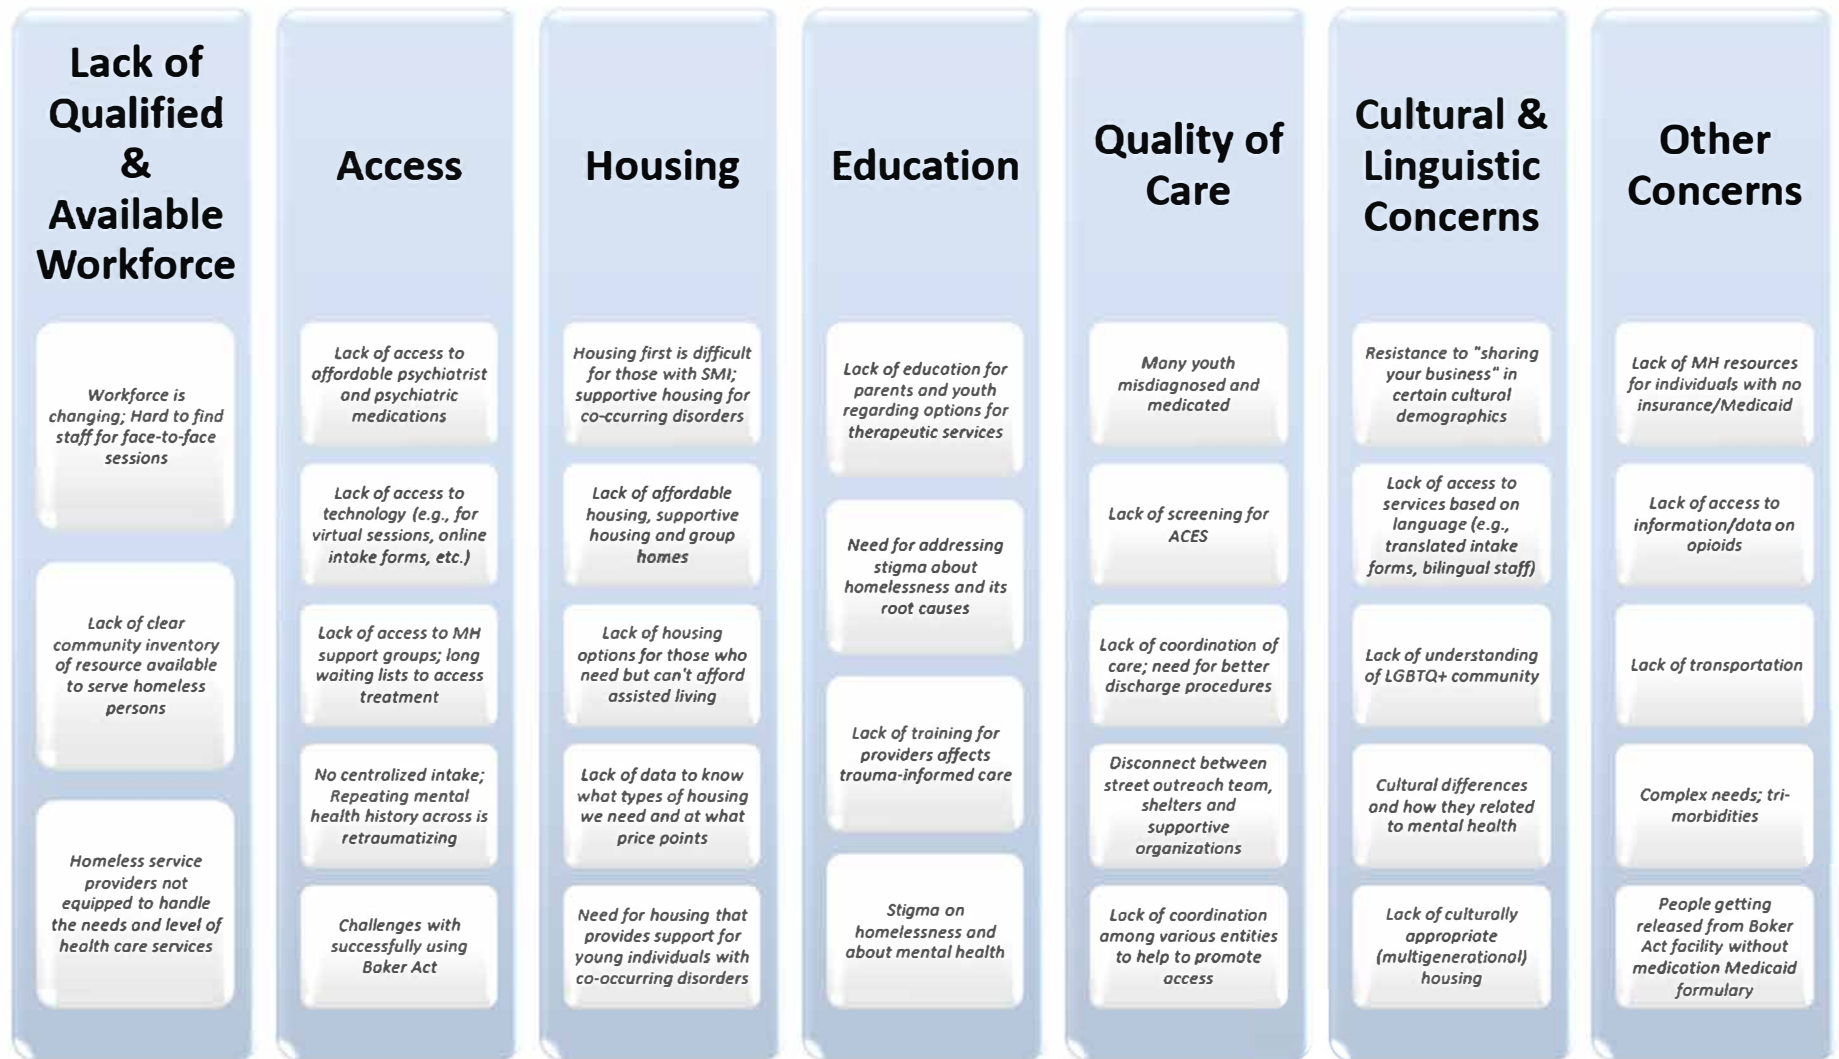 Lack of
Qualified
&
Available
Workforce
Workforce is
changing; Hard to find
staff for face-to-face
sessions
Lack of clear
community inventory
of resource available
to serve homeless
persons
Homeless service
providers not
equipped to handle
the needs and level of
health care services
Access
Lack of access to
affordable psychiatrist
and psychiatric
medications
Lack of access to
technology (e.g., for
virtual sessions, online
intake forms, etc.)
Lack of access to MH
support groups; long
waiting lists to access
treatment
No centralized intake;
Repeating mental
health history across is
retraumatizing
Challenges with
successfully using
Baker Act
Housing
Housing first is difficult
for those with SMI;
supportive housing for
co-ccurring disorders
Lack of affordable
housing, supportive
housing and group
homes
Lack of housing
options for those who
need but can't afford
assisted living
Lack of data to know
what types of housing
we need and at what
price points
Need for housing that
provides support for
young individuals with
co-occurring disorders
Education
Lack of education for
parents and youth
regarding options for
therapeutic services
Need for addressing
stigma about
homelessness and its
root causes
Lack of training for
providers affects
trauma-informed care
Stigma on
homelessness and
about mental health
Quality of
Care
Many youth
misdiagnosed and
medicated
Lack of screening for
ACES
Lack of coordination of
care; need for better
discharge procedures
Disconnect between
street outreach team,
shelters and
supportive
organizations
Lack of coordination
among various entities
to help to promote
access
Cultural &
Linguistic
Concerns
Resistance to "sharing
your business" in
certain cultural
demographics
Lack of access to
services based on
language (e.g.,
translated intake
forms, bilingual staff)
Lack of understanding
of LGBTQ+ community
Cultural differences
and how they related
to mental health
Lack of culturally
appropriate
(multigenerational)
housing
Other
Concerns
Lack of MH resources
for individuals with no
insurance/Medicaid
Lack of access to
information/data on
opioids
Lack of transportation
Complex needs; tri-
morbidities
People getting
released from Baker
Act facility without
medication Medicaid
formulary